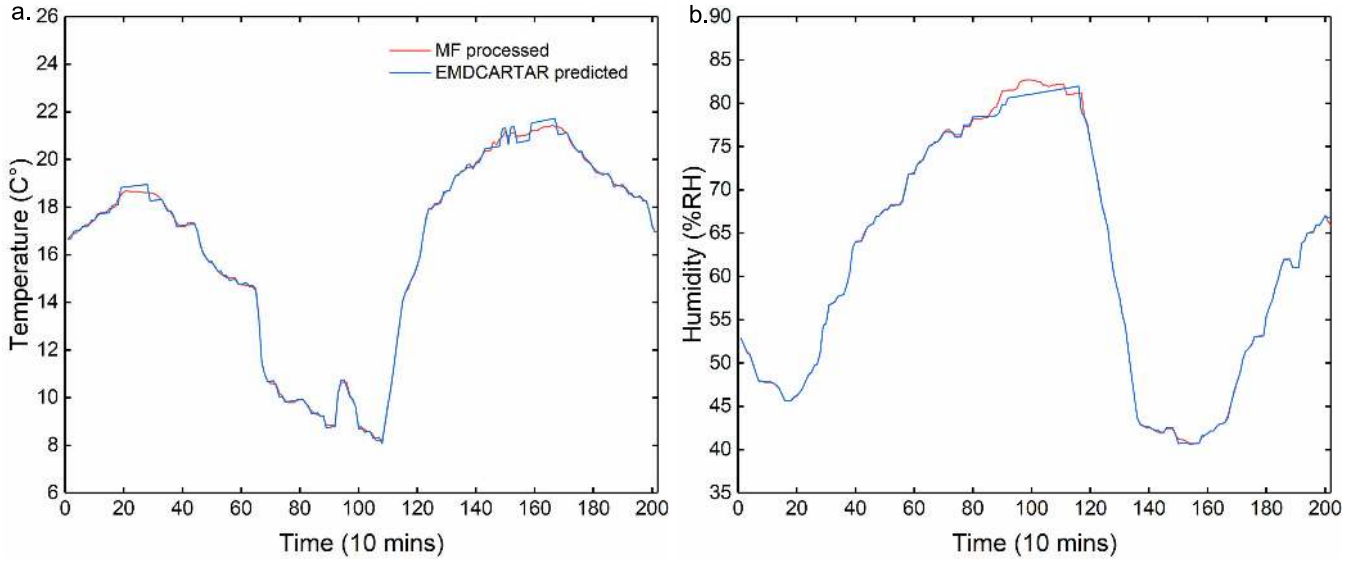 a.
26
24
22
20
18
16
14
12
10
8
6
Temperature (C°)
MF processed
EMDCARTAR predicted
0 20 40 60 80 100 120 140 160 180 200
Time (10 mins)
b.
90
85
80
75
70
65
60
55
50
45
40
35
Humidity (%RH)
0 20 40 60 80 100 120 140 160 180 200
Time (10 mins)